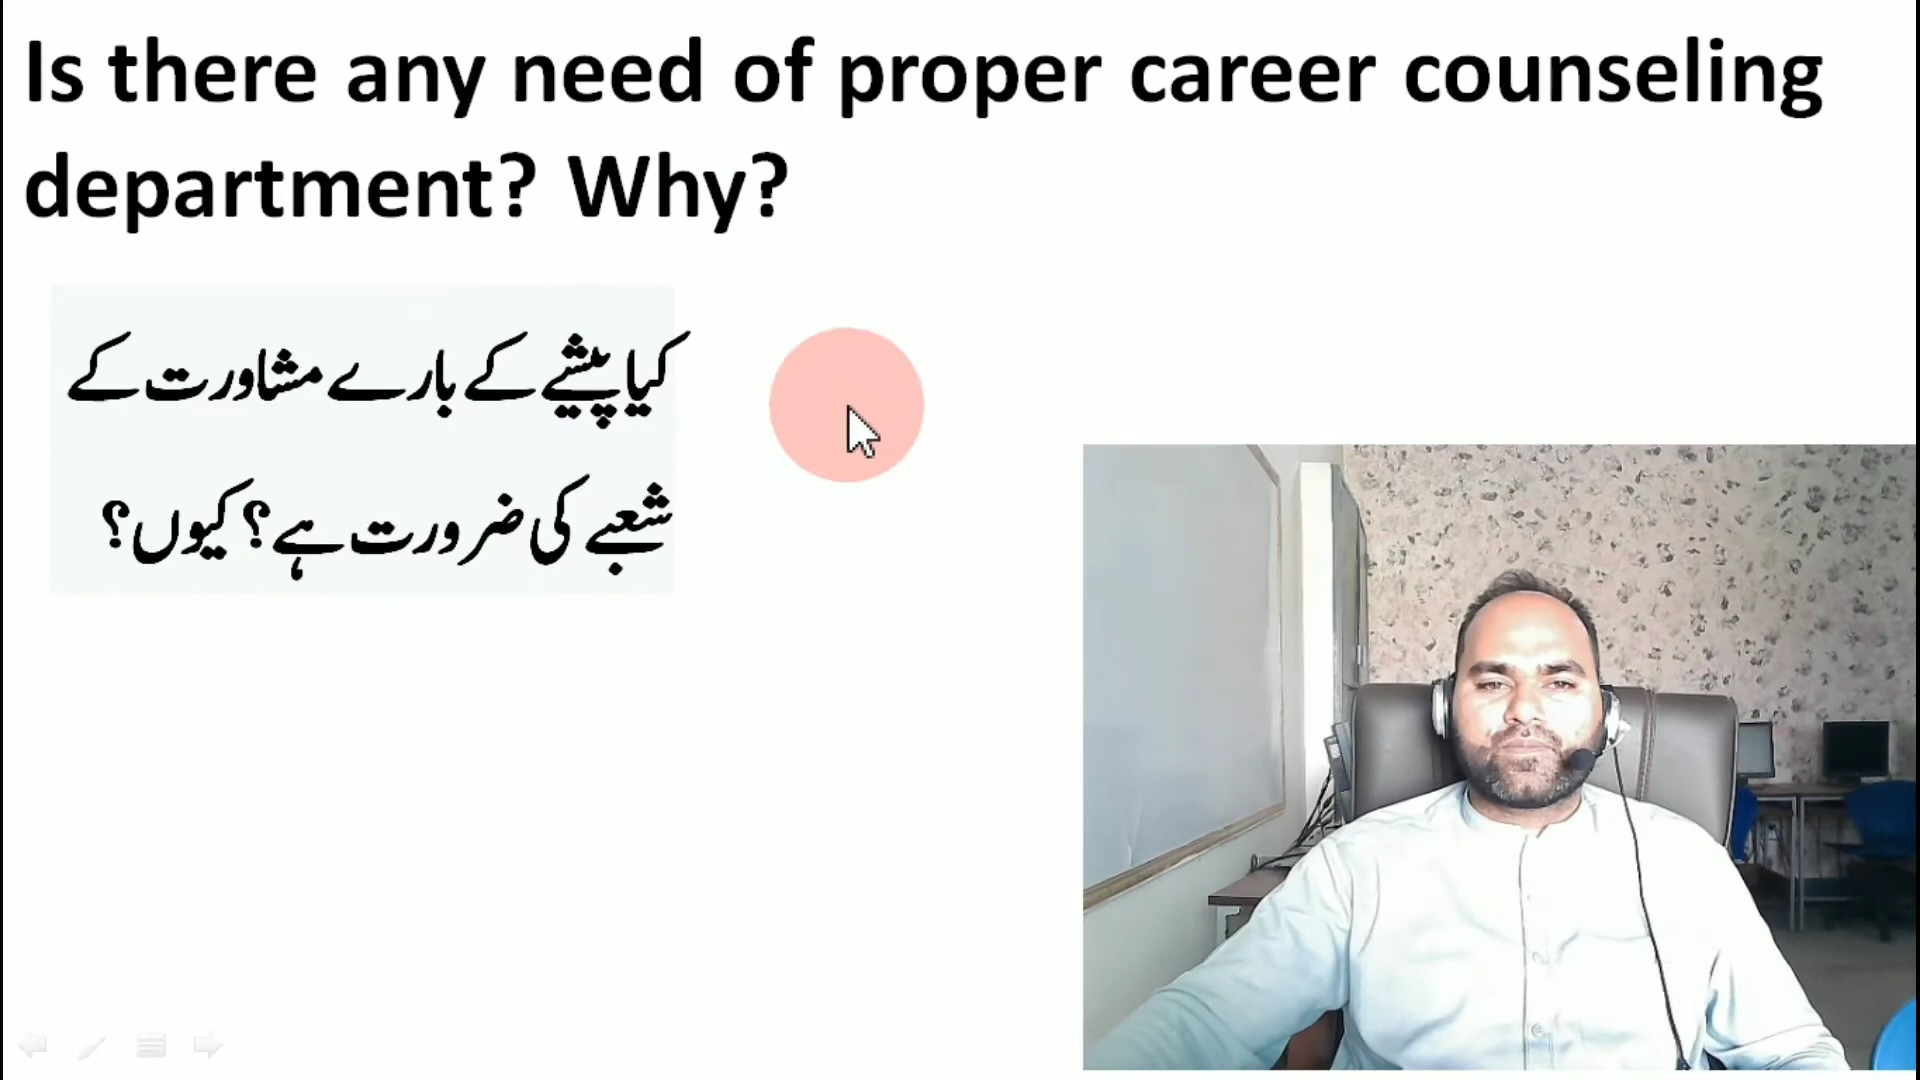 Is there any need of proper career counseling
department? Why?
کیا پیشے کے بارے مشاورت کے
شعبے کی ضرورت ہے؟ کیوں؟